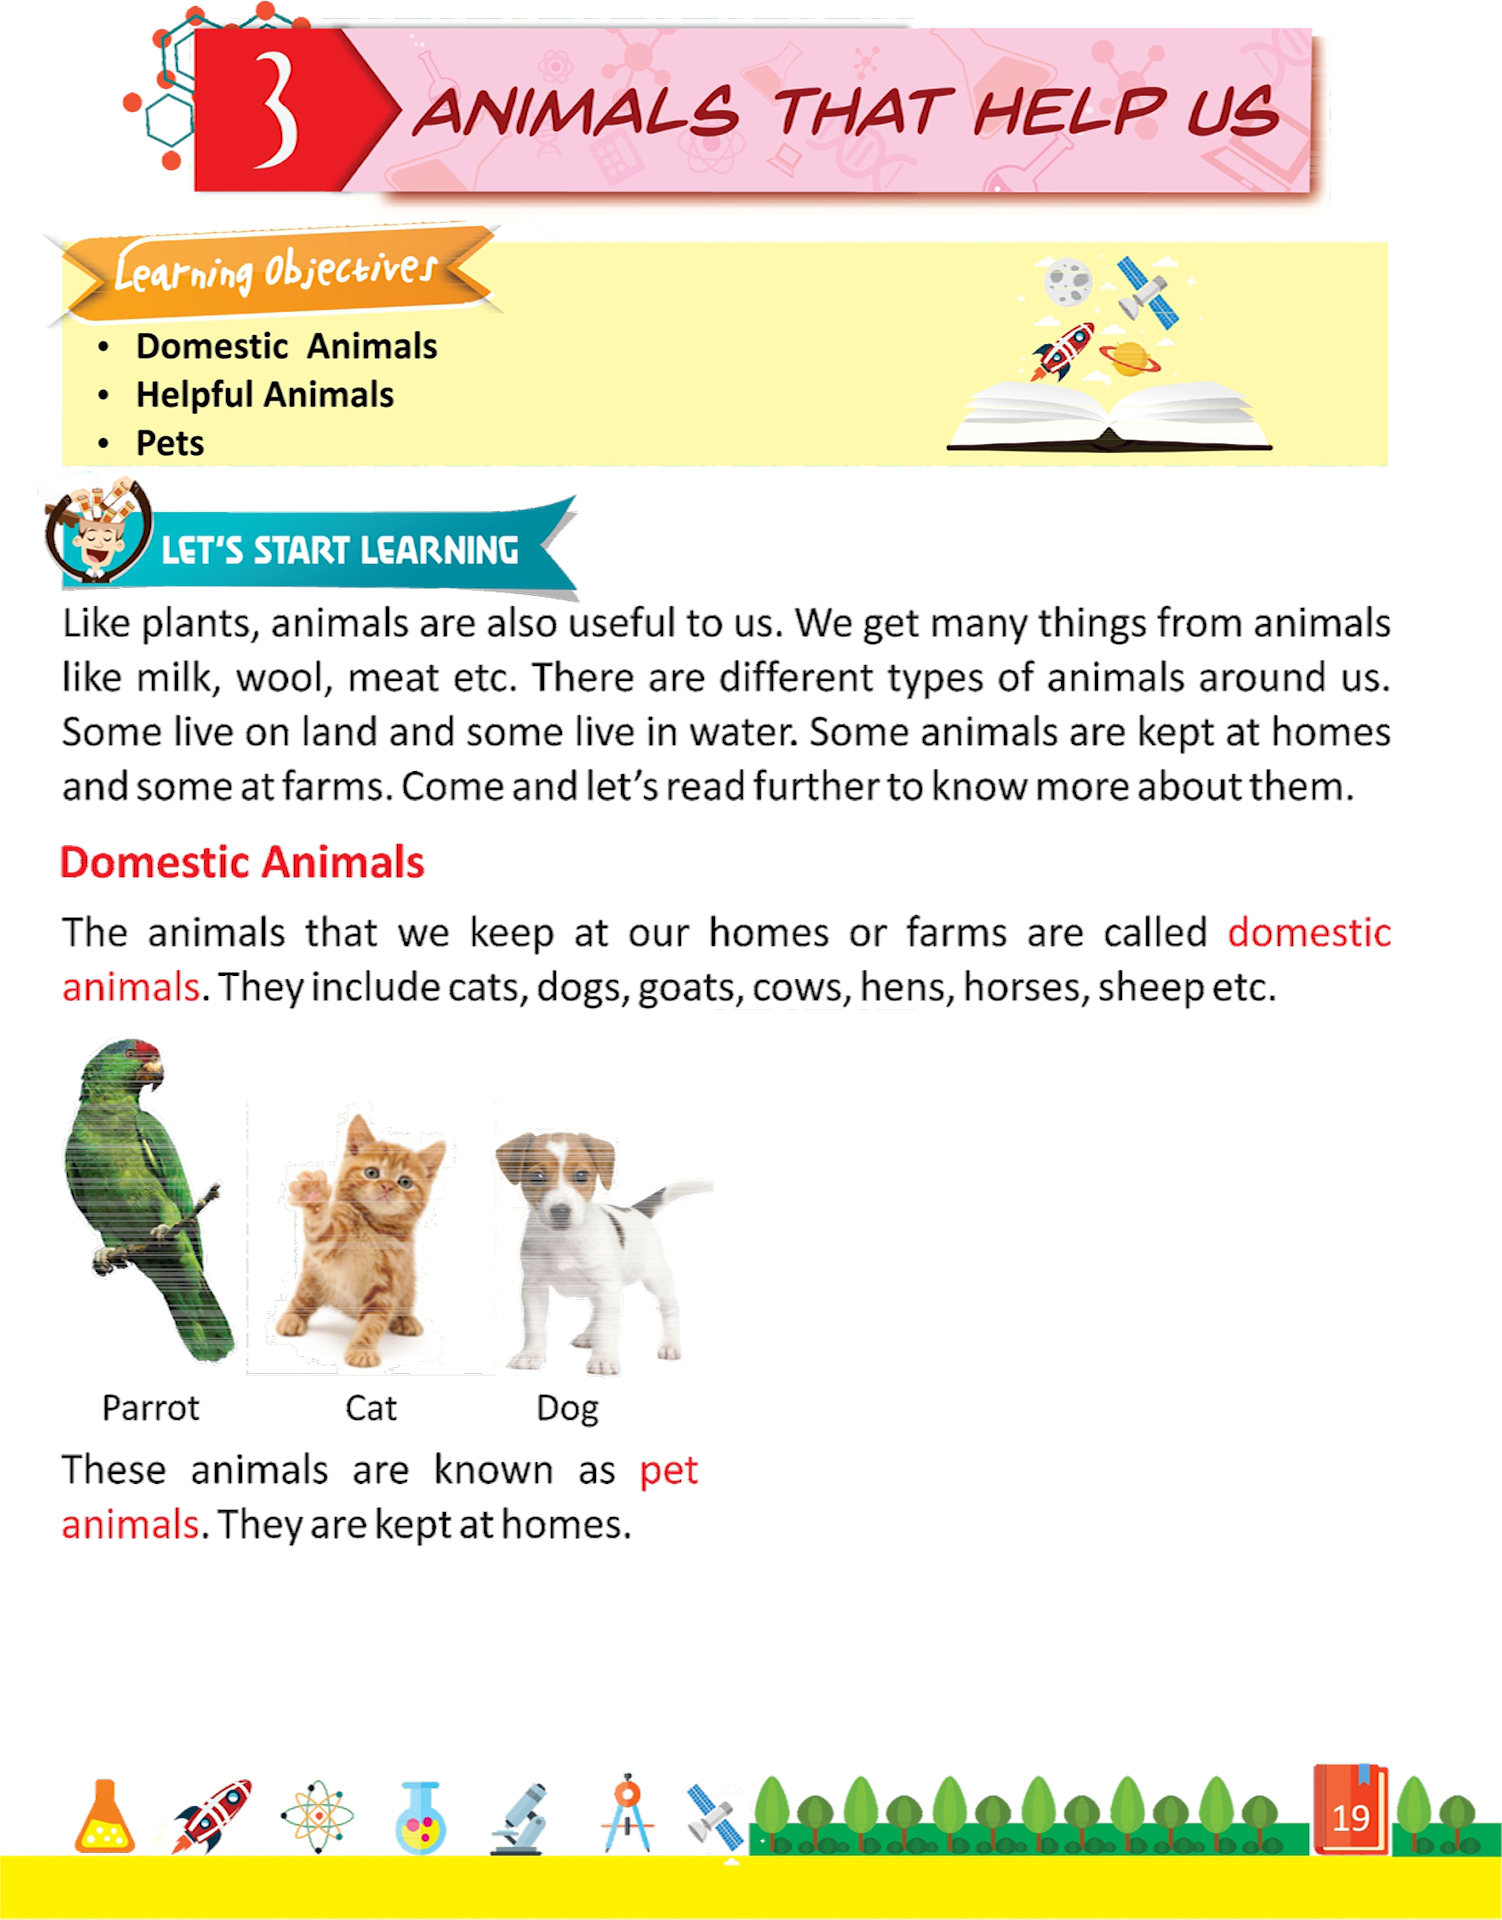 3
ANIMALS THAT HELP US
Learning Objectives
• Domestic Animals
• Helpful Animals
• Pets
LET'S START LEARNING
Like plants, animals are also useful to us. We get many things from animals
like milk, wool, meat etc. There are different types of animals around us.
Some live on land and some live in water. Some animals are kept at homes
and some at farms. Come and let's read further to know more about them.
Domestic Animals
The animals that we keep at our homes or farms are called domestic
animals. They include cats, dogs, goats, cows, hens, horses, sheep etc.
Parrot Cat Dog
These animals are known as pet
animals. They are kept at homes.
19